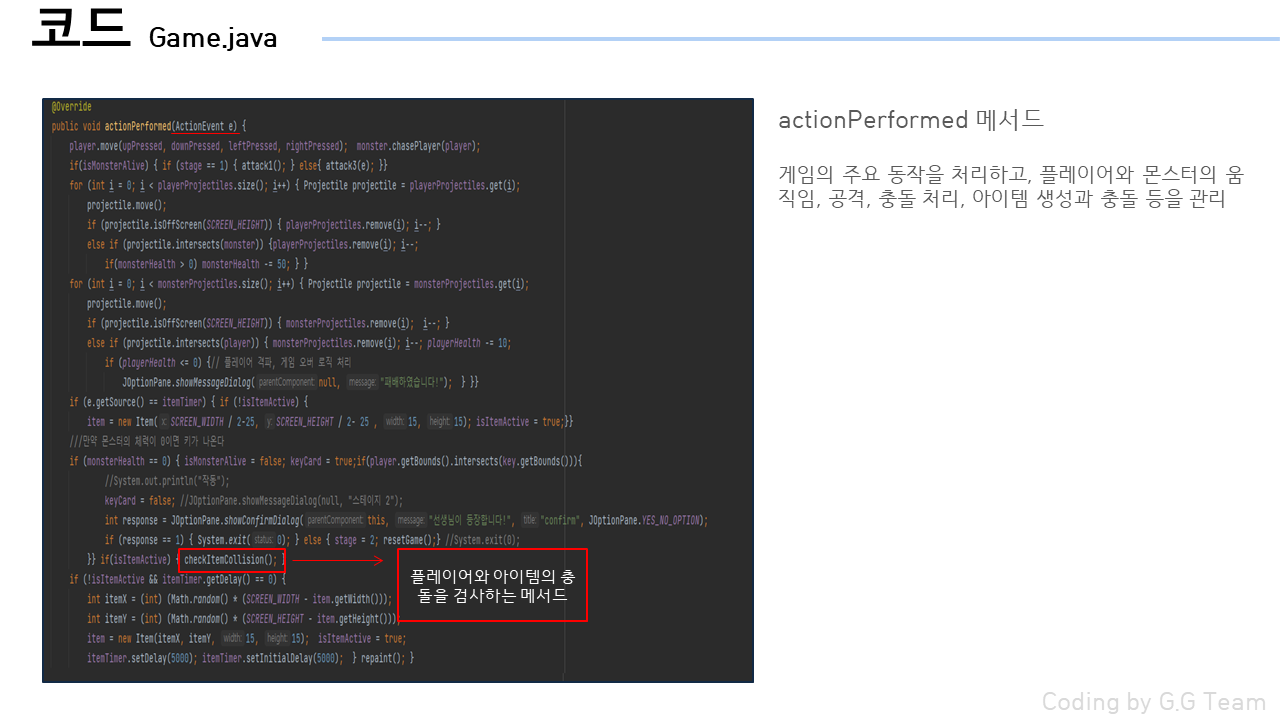 코드 Game.java
@Override
public void actionPerformed(ActionEvent e) {
player.move(upPressed, downPressed, leftPressed, rightPressed); monster.chasePlayer(player);
if(isMonsterAlive) { if (stage == 1) { attack1(); } else{ attack3(e); }}
for (int i = 0; i < playerProjectiles.size(); i++) { Projectile projectile = playerProjectiles.get(i);
projectile.move();
if (projectile.isOffScreen(SCREEN_HEIGHT)) { playerProjectiles.remove(i); i--; }
else if (projectile.intersects(monster)) {playerProjectiles.remove(i); i--;
if(monsterHealth > 0) monsterHealth -= 50; } }
for (int i = 0; i < monsterProjectiles.size(); i++) { Projectile projectile = monsterProjectiles.get(i);
projectile.move();
if (projectile.isOffScreen(SCREEN_HEIGHT)) { monsterProjectiles.remove(i); i--; }
else if (projectile.intersects(player)) { monsterProjectiles.remove(i); i--; playerHealth -= 10;
if (playerHealth <= 0) {// 플레이어 격파, 게임 오버 로직 처리
JOptionPane.showMessageDialog( parentComponent: null, message: "패배하였습니다!"); } }}
if (e.getSource() == itemTimer) { if (!isItemActive) {
item = new Item( x: SCREEN_WIDTH / 2-25, y: SCREEN_HEIGHT / 2- 25 , width: 15, height: 15); isItemActive = true;}}
///만약 몬스터의 체력이 0이면 키가 나온다
if (monsterHealth == 0) { isMonsterAlive = false; keyCard = true;if(player.getBounds().intersects(key.getBounds())){
//System.out.println("작동");
keyCard = false; //JOptionPane.showMessageDialog(null, "스테이지 2");
int response = JOptionPane.showConfirmDialog( parentComponent: this, message: "선생님이 등장합니다!", title: "confirm", JOptionPane.YES_NO_OPTION);
if (response == 1) { System.exit( status: 0); } else { stage = 2; resetGame();} //System.exit(0);
}} if(isItemActive) { checkItemCollision(); }
if (!isItemActive && itemTimer.getDelay() == 0) {
int itemX = (int) (Math.random() * (SCREEN_WIDTH - item.getWidth()));
int itemY = (int) (Math.random() * (SCREEN_HEIGHT - item.getHeight()));
item = new Item(itemX, itemY, width: 15, height: 15); isItemActive = true;
itemTimer.setDelay(5000); itemTimer.setInitialDelay(5000); } repaint(); }
플레이어와 아이템의 충
돌을 검사하는 메서드
actionPerformed 메서드
게임의 주요 동작을 처리하고, 플레이어와 몬스터의 움
직임, 공격, 충돌 처리, 아이템 생성과 충돌 등을 관리
Coding by G.G Team